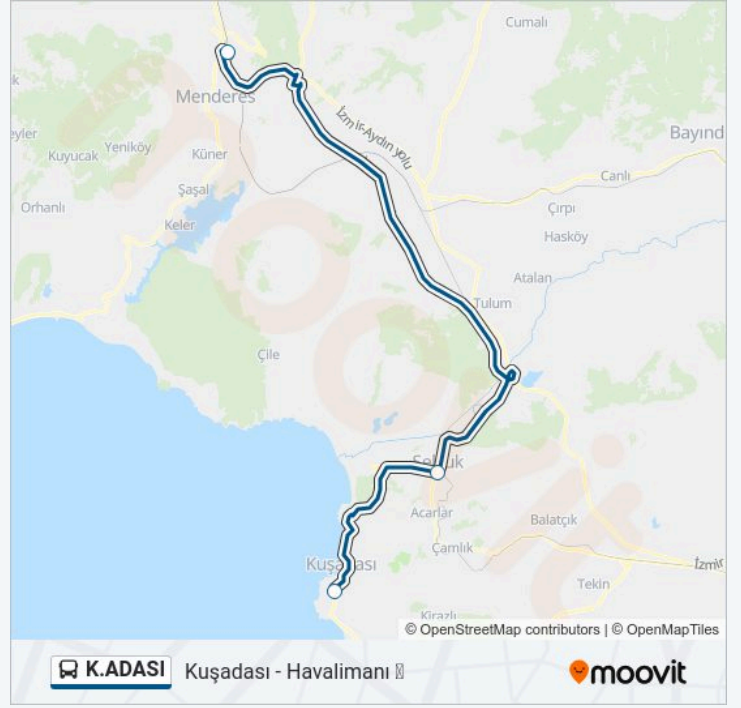 Cumalı
Menderes
İzmir-Aydın yolu
Bayınd
eyler
Kuyucak
Yeniköy
Küner
Canlı
Şaşal
Orhanlı
Çırpı
Keler
Hasköy
Atalan
Tulum
Çile
Selçuk
Acarlar
Balatçık
Çamlık
Kuşadası
İzmir
Tekin
Kirazlı
© OpenStreetMap contributors | © OpenMapTiles
K.ADASI Kuşadası - Havalimanı
moovit